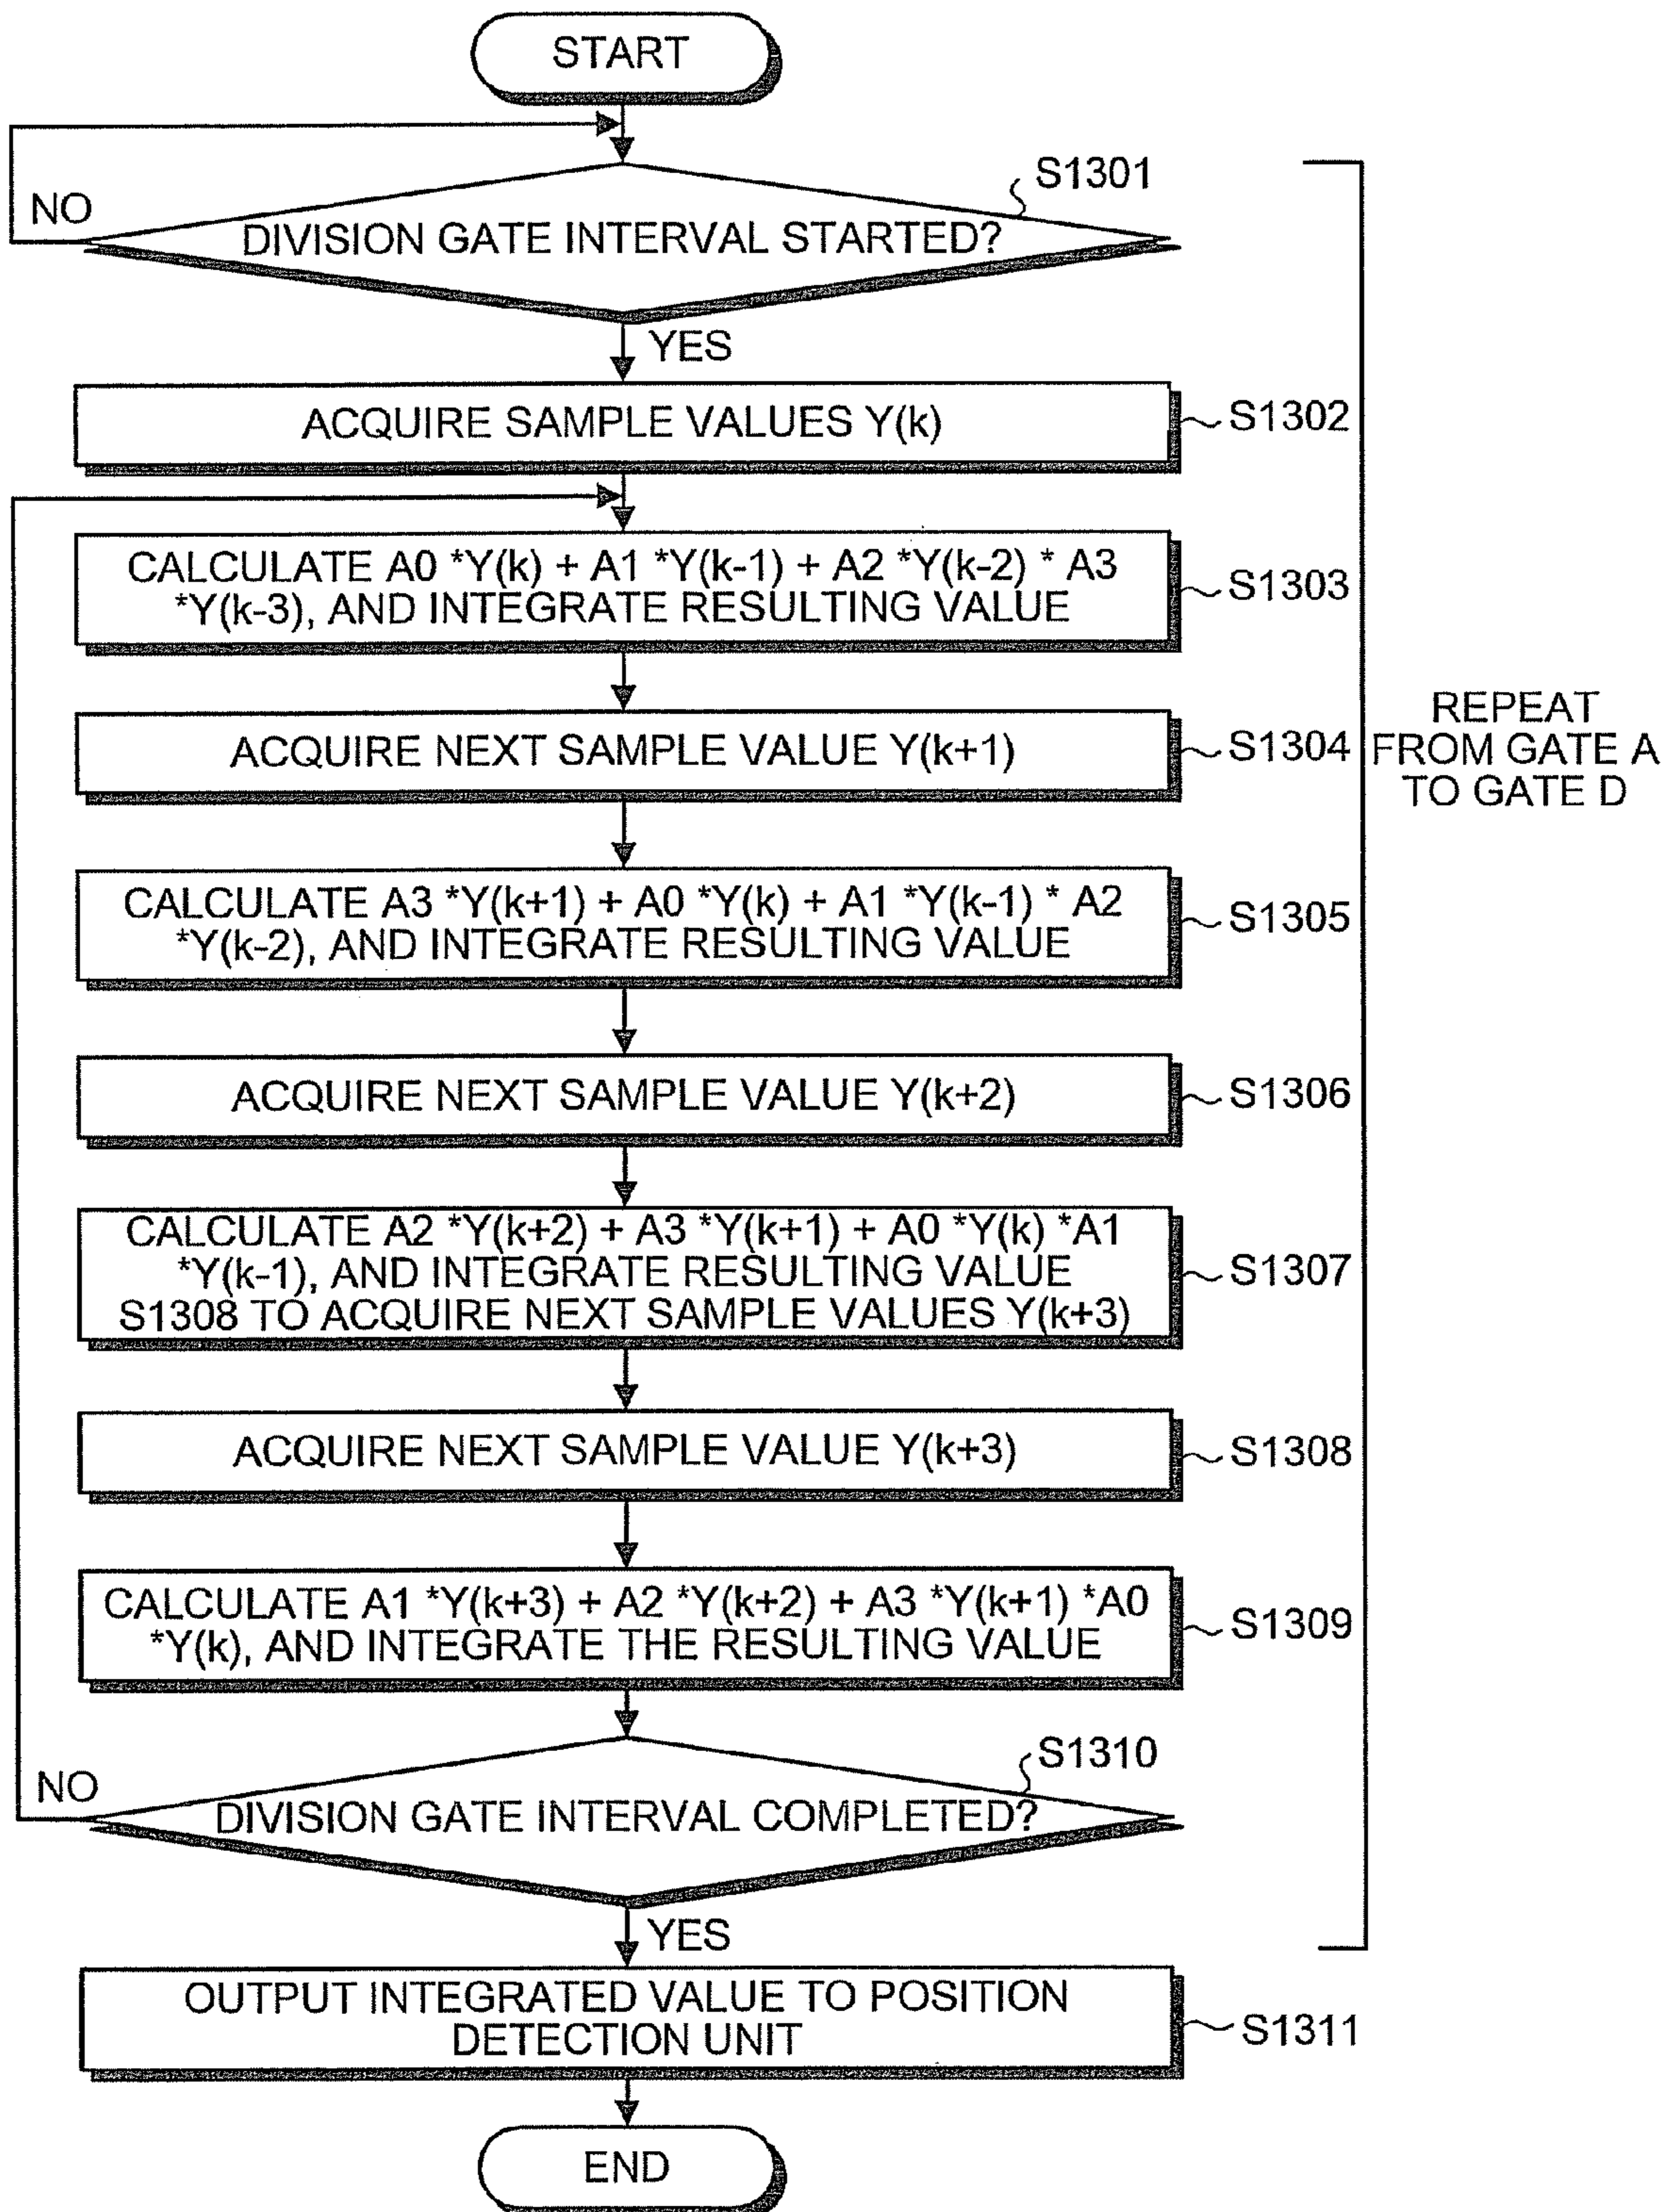 START
NO
S1301
DIVISION GATE INTERVAL STARTED?
YES
ACQUIRE SAMPLE VALUES Y(k)
S1302
CALCULATE A0 *Y(k) + A1 *Y(k-1) + A2 *Y(k-2) * A3
*Y(k-3), AND INTEGRATE RESULTING VALUE
S1303
ACQUIRE NEXT SAMPLE VALUE Y(k+1)
S1304
REPEAT
FROM GATE A
TO GATE D
CALCULATE A3 *Y(k+1) + A0 *Y(k) + A1 *Y(k-1) * A2
*Y(k-2), AND INTEGRATE RESULTING VALUE
S1305
ACQUIRE NEXT SAMPLE VALUE Y(k+2)
S1306
CALCULATE A2 *Y(k+2) + A3 *Y(k+1) + A0 *Y(k) *A1
*Y(k-1), AND INTEGRATE RESULTING VALUE
S1308 TO ACQUIRE NEXT SAMPLE VALUES Y(k+3)
S1307
ACQUIRE NEXT SAMPLE VALUE Y(k+3)
S1308
CALCULATE A1 *Y(k+3) + A2 *Y(k+2) + A3 *Y(k+1) *A0
*Y(k), AND INTEGRATE THE RESULTING VALUE
S1309
S1310
NO
DIVISION GATE INTERVAL COMPLETED?
YES
OUTPUT INTEGRATED VALUE TO POSITION
DETECTION UNIT
S1311
END